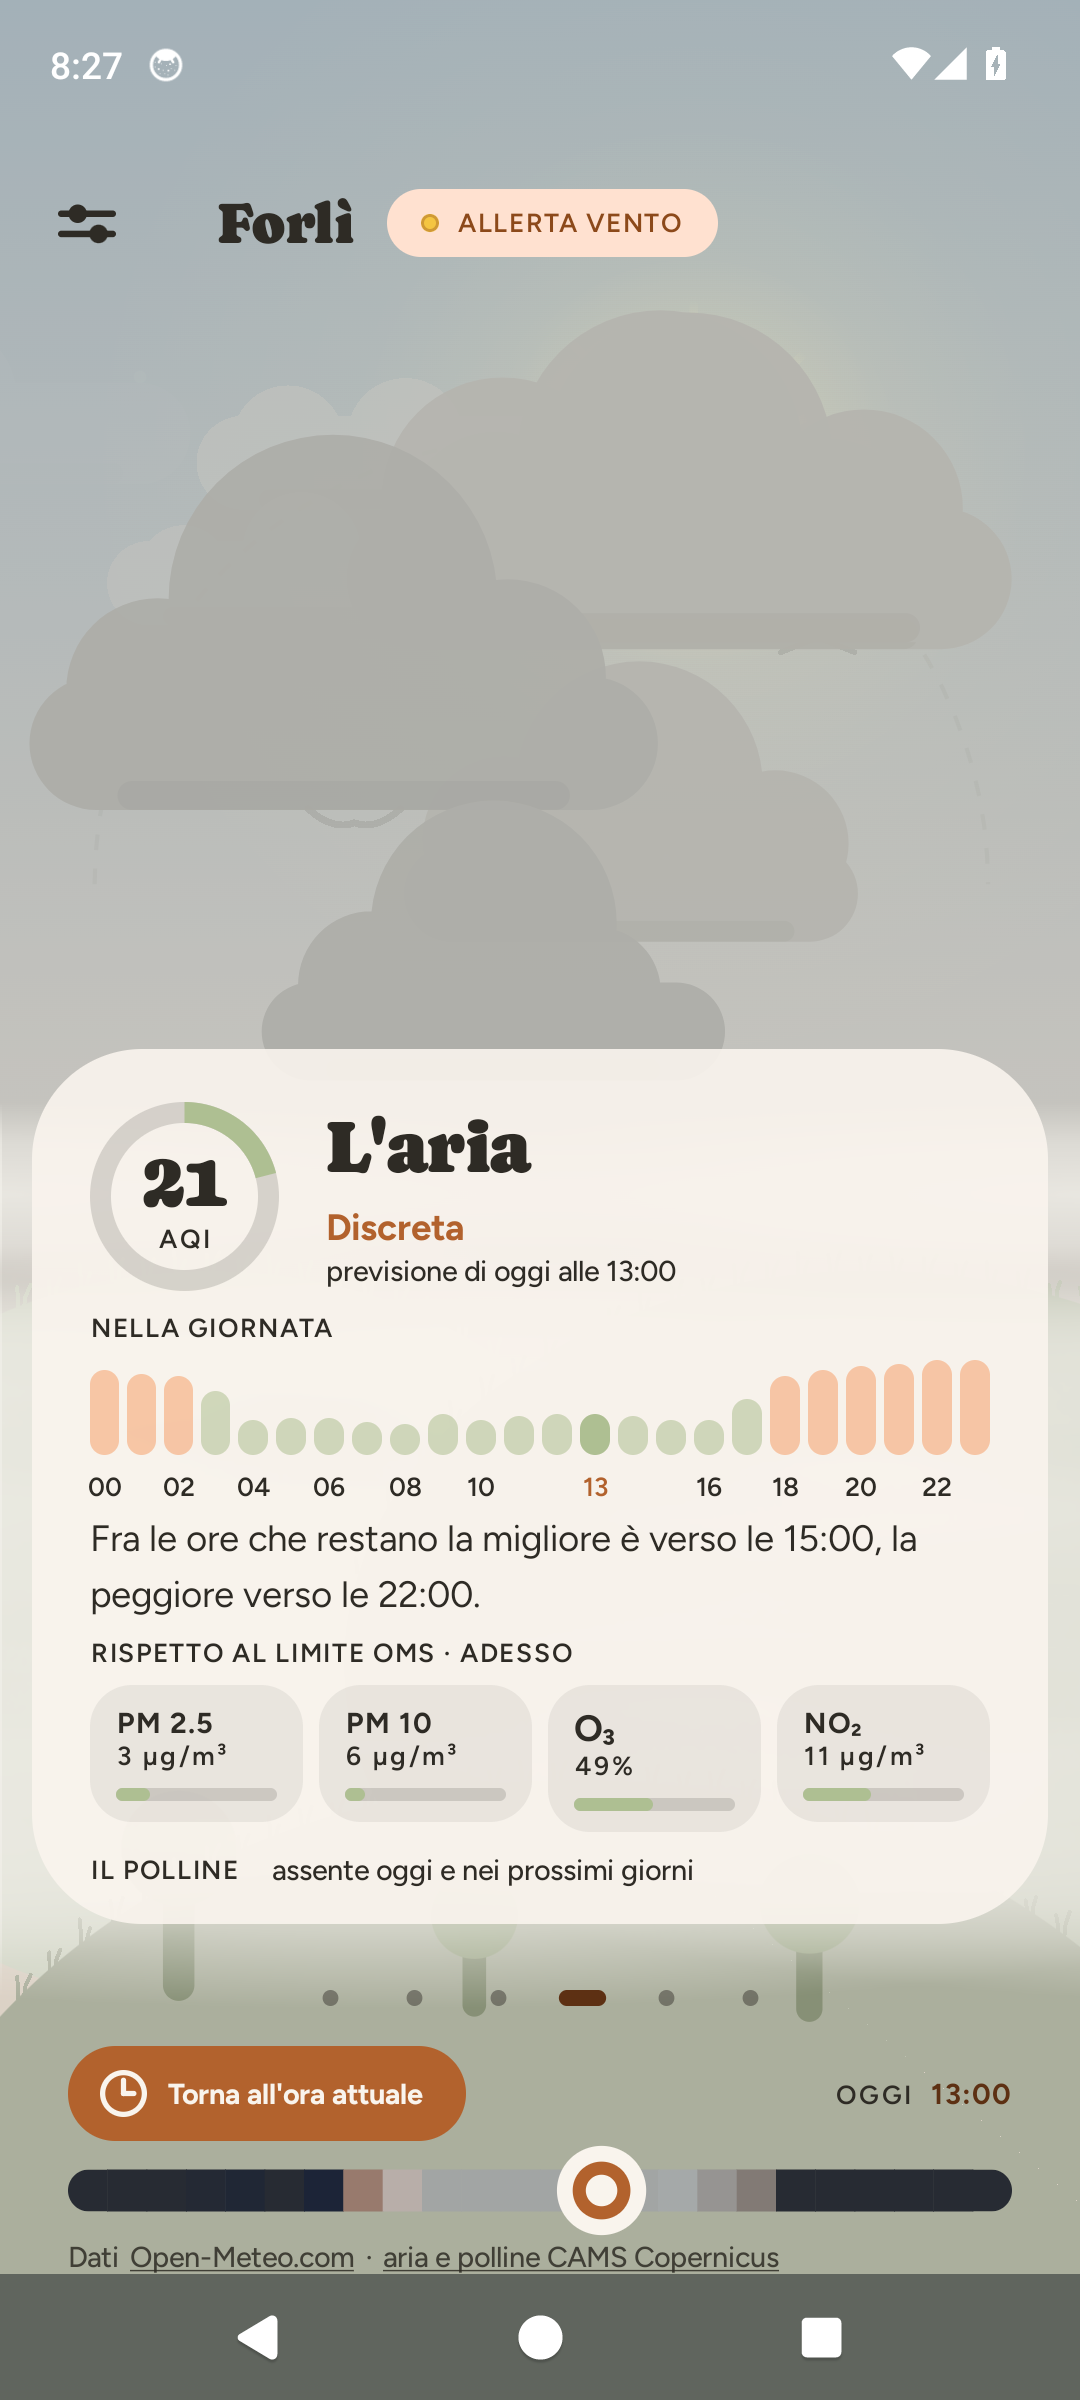 8:27
Forlì
ALLERTA VENTO
21
AQI
L'aria
Discreta
previsione di oggi alle 13:00
NELLA GIORNATA
00 02 04 06 08 10 13 16 18 20 22
Fra le ore che restano la migliore è verso le 15:00, la
peggiore verso le 22:00.
RISPETTO AL LIMITE OMS · ADESSO
PM 2.5
3 µg/m³
PM 10
6 µg/m³
O₃
49%
NO₂
11 µg/m³
IL POLLINE assente oggi e nei prossimi giorni
Torna all'ora attuale
OGGI 13:00
Dati Open-Meteo.com · aria e polline CAMS Copernicus